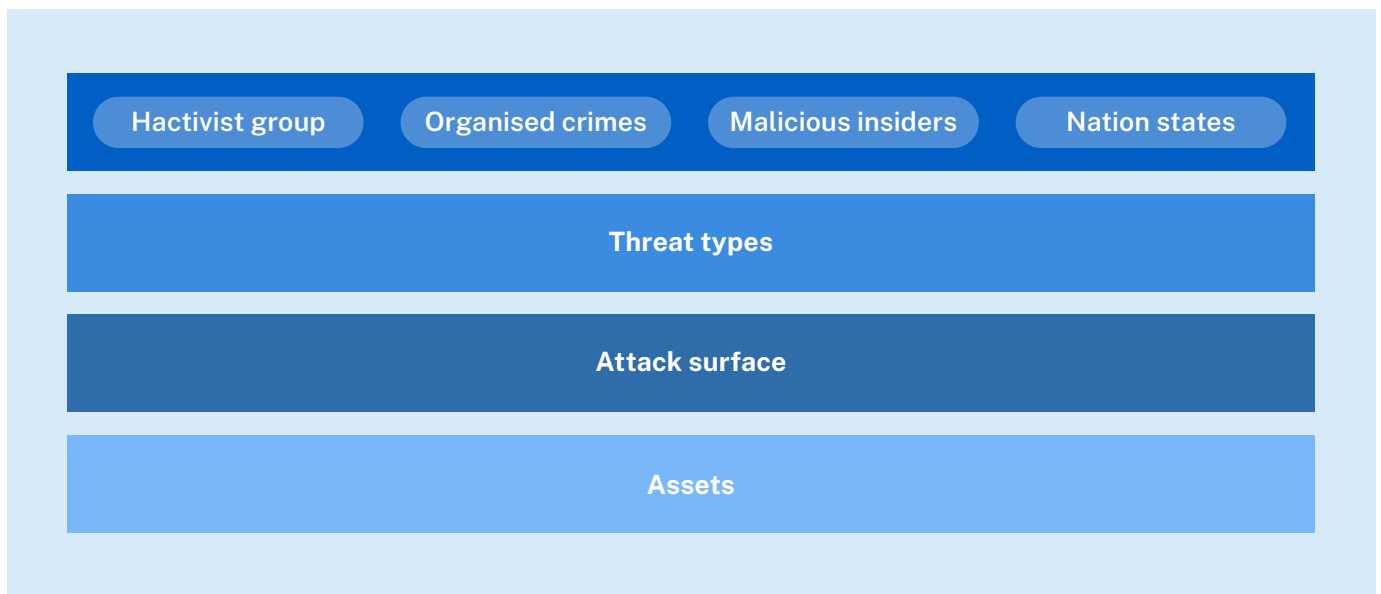 Hactivist group Organised crimes Malicious insiders Nation states
Threat types
Attack surface
Assets